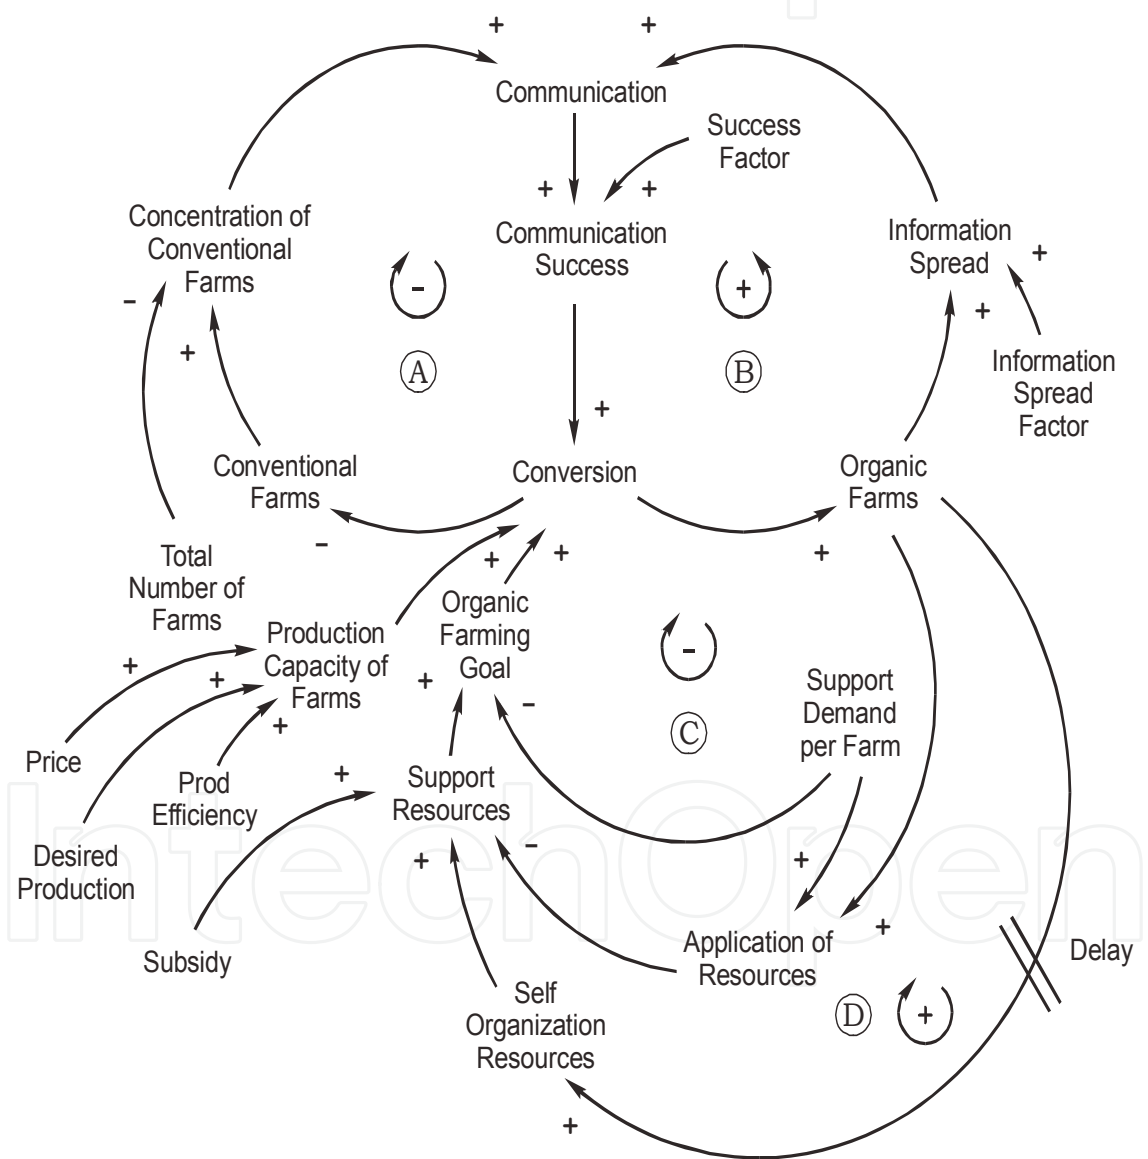 +
+
Communication
Success
Factor
+
+
Concentration of
Conventional
Farms
Communication
Success
Information
Spread
+
-
-
+
+
+
A
B
Information
Spread
Factor
+
Conventional
Farms
Conversion
Organic
Farms
-
+
+
+
Total
Number of
Farms
Organic
Farming
Goal
Production
Capacity of
Farms
-
+
+
+
+
-
Support
Demand
per Farm
C
Price
Prod
Efficiency
+
Support
Resources
Desired
Production
+
-
+
Subsidy
Application of
Resources
+
Delay
Self
Organization
Resources
D
+
+
IntechOpen